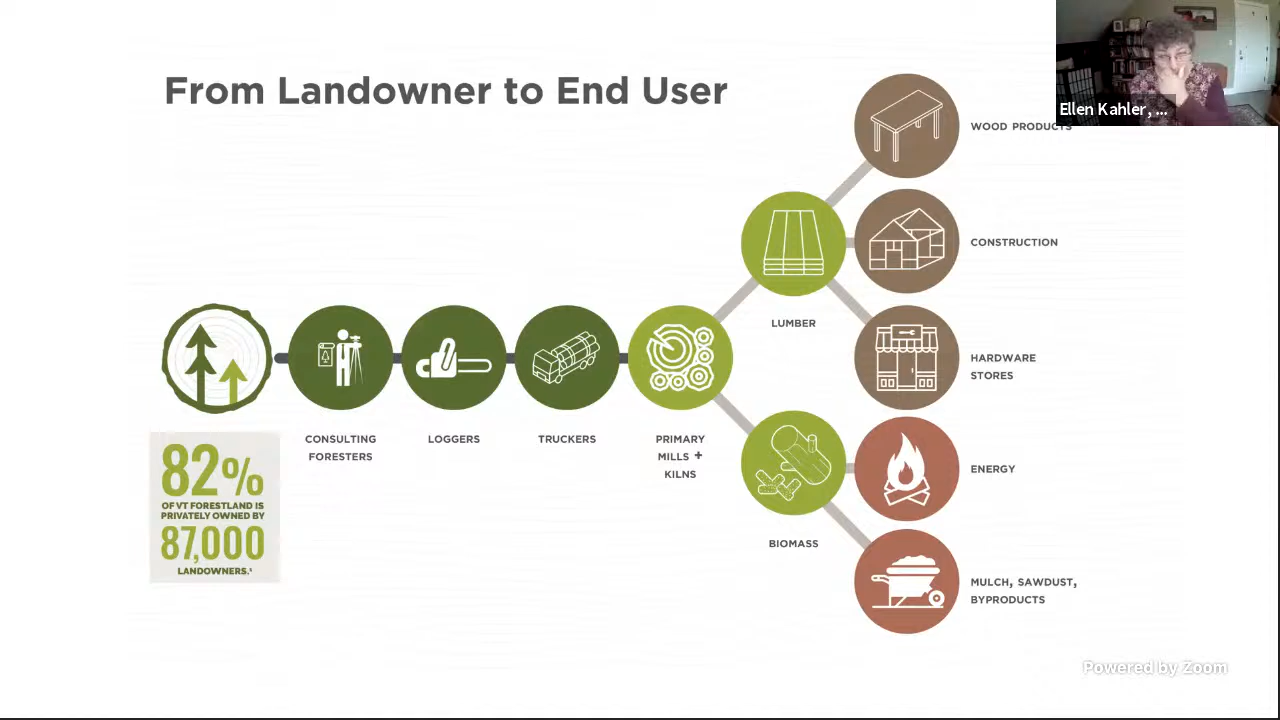 From Landowner to End User
Ellen Kahler, ...
WOOD PRODUCTS
CONSTRUCTION
LUMBER
HARDWARE
STORES
CONSULTING
FORESTERS
LOGGERS
TRUCKERS
PRIMARY
MILLS +
KILNS
82%
OF VT FORESTLAND IS
PRIVATELY OWNED BY
87,000
LANDOWNERS.¹
ENERGY
BIOMASS
MULCH, SAWDUST,
BYPRODUCTS
Powered by Zoom